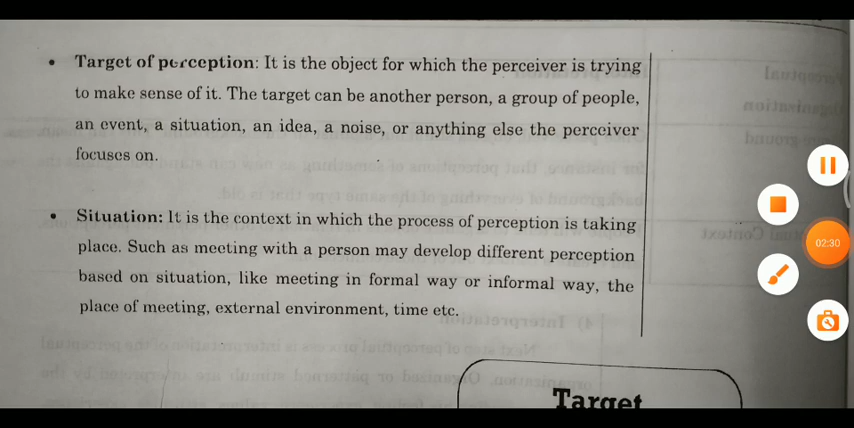 • Target of perception: It is the object for which the perceiver is trying
to make sense of it. The target can be another person, a group of people,
an event, a situation, an idea, a noise, or anything else the perceiver
focuses on.
• Situation: It is the context in which the process of perception is taking
place. Such as meeting with a person may develop different perception
based on situation, like meeting in formal way or informal way, the
place of meeting, external environment, time etc.
Target
02:30